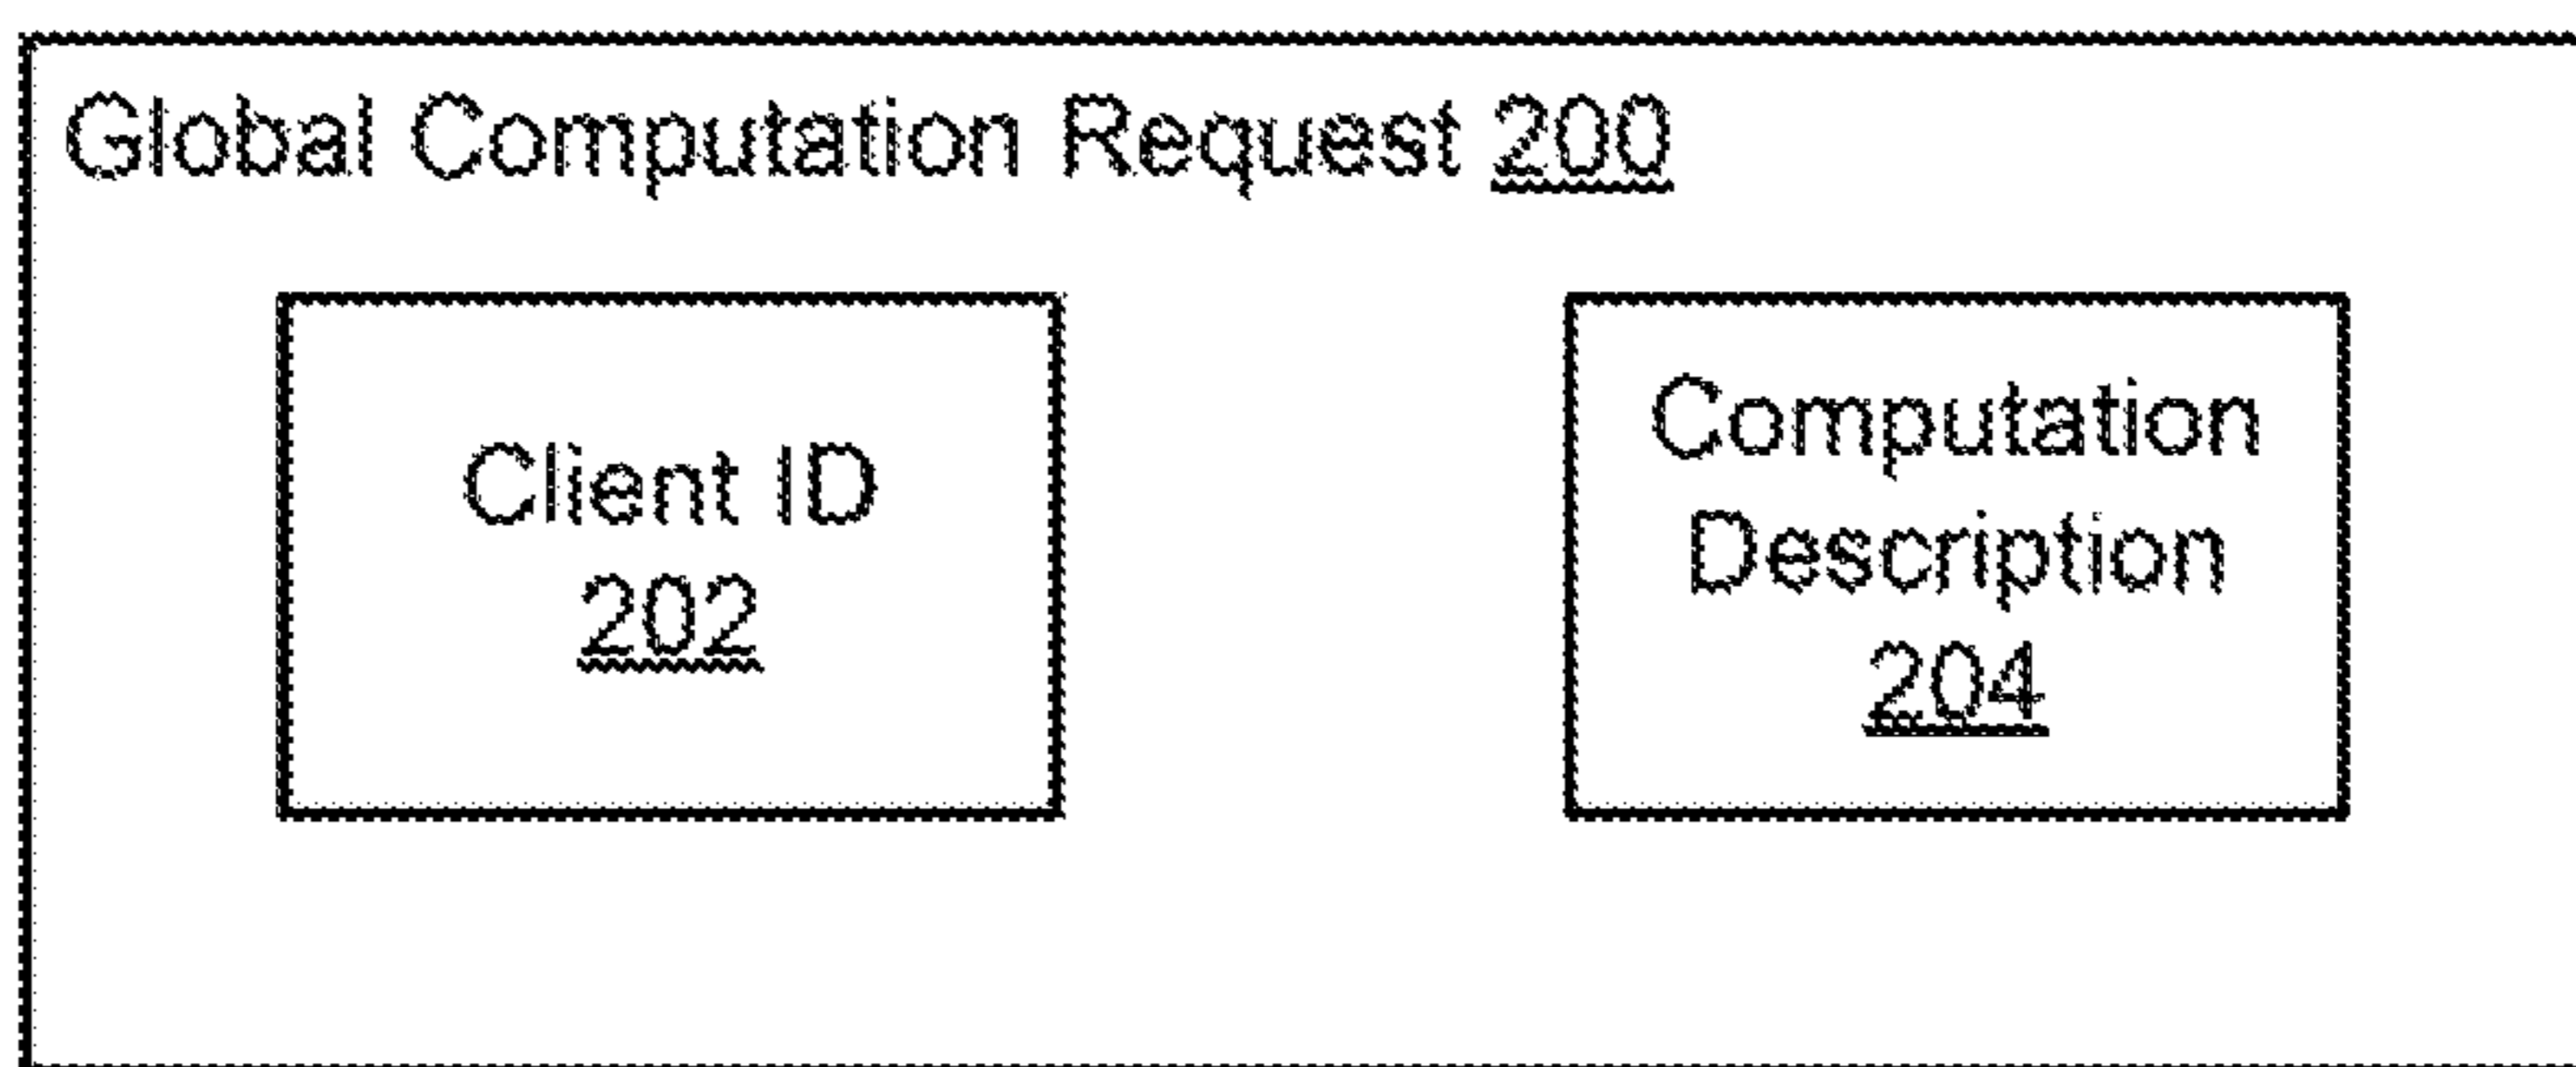 Global Computation Request 200
Client ID
202
Computation
Description
204